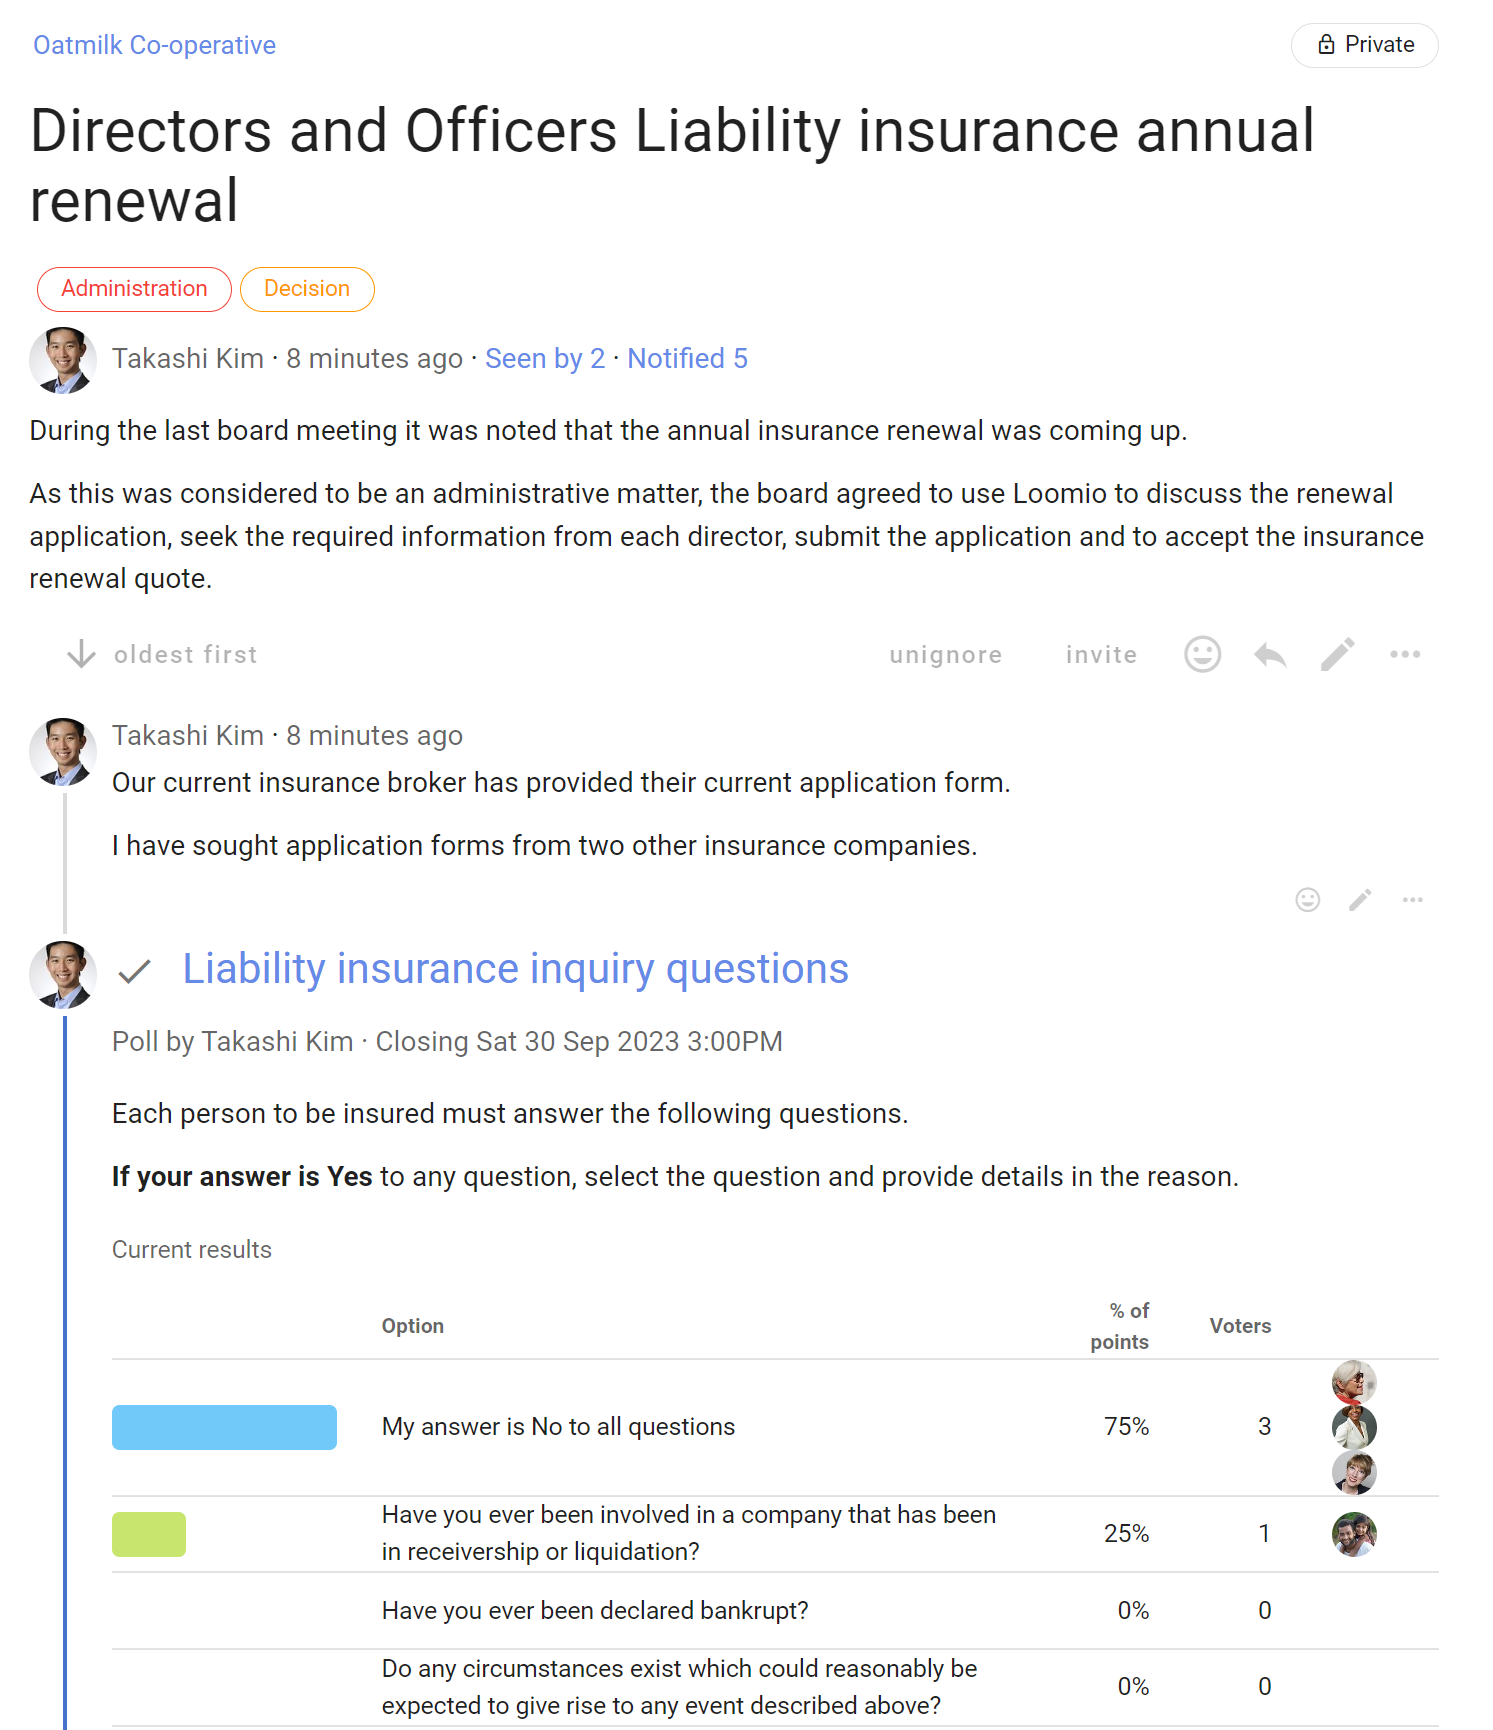 Oatmilk Co-operative
Private
Directors and Officers Liability insurance annual
renewal
Administration
Decision
Takashi Kim · 8 minutes ago · Seen by 2 · Notified 5
During the last board meeting it was noted that the annual insurance renewal was coming up.
As this was considered to be an administrative matter, the board agreed to use Loomio to discuss the renewal
application, seek the required information from each director, submit the application and to accept the insurance
renewal quote.
oldest first
unignore
invite
Takashi Kim · 8 minutes ago
Our current insurance broker has provided their current application form.
I have sought application forms from two other insurance companies.
Liability insurance inquiry questions
Poll by Takashi Kim · Closing Sat 30 Sep 2023 3:00PM
Each person to be insured must answer the following questions.
If your answer is Yes to any question, select the question and provide details in the reason.
Current results
Option
% of
points
Voters
My answer is No to all questions
75%
3
Have you ever been involved in a company that has been
in receivership or liquidation?
25%
1
Have you ever been declared bankrupt?
0%
0
Do any circumstances exist which could reasonably be
expected to give rise to any event described above?
0%
0